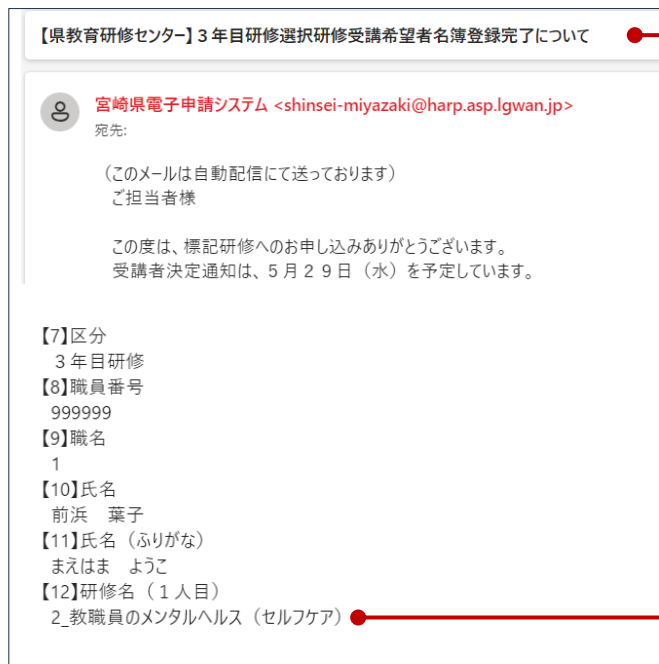 【県教育研修センター】３年目研修選択研修受講希望者名簿登録完了について
宮崎県電子申請システム <shinsei-miyazaki@harp.asp.lgwan.jp>
宛先:
（このメールは自動配信にて送っております）
ご担当者様
この度は、標記研修へのお申し込みありがとうございます。
受講者決定通知は、５月２９日（水）を予定しています。
【7】区分
３年目研修
【8】職員番号
999999
【9】職名
1
【10】氏名
前浜　葉子
【11】氏名（ふりがな）
まえはま　ようこ
【12】研修名（１人目）
2_教職員のメンタルヘルス（セルフケア）